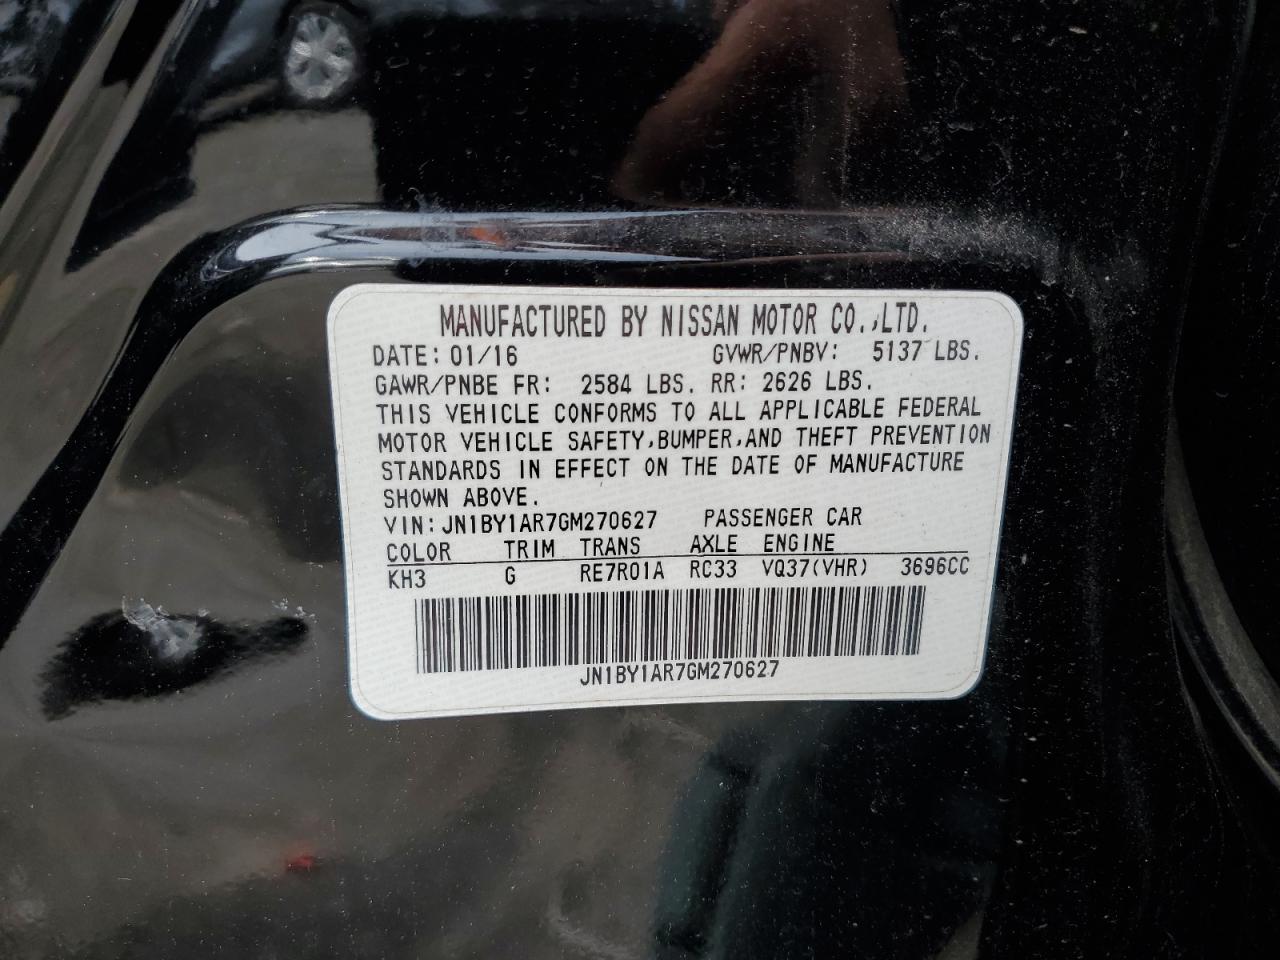 MANUFACTURED BY NISSAN MOTOR CO.,LTD.
DATE: 01/16 GVWR/PNBV: 5137 LBS.
GAWR/PNBE FR: 2584 LBS. RR: 2626 LBS.
THIS VEHICLE CONFORMS TO ALL APPLICABLE FEDERAL
MOTOR VEHICLE SAFETY,BUMPER,AND THEFT PREVENTION
STANDARDS IN EFFECT ON THE DATE OF MANUFACTURE
SHOWN ABOVE.
VIN: JN1BY1AR7GM270627 PASSENGER CAR
COLOR TRIM TRANS AXLE ENGINE
KH3 G RE7R01A RC33 VQ37(VHR) 3696CC
JN1BY1AR7GM270627